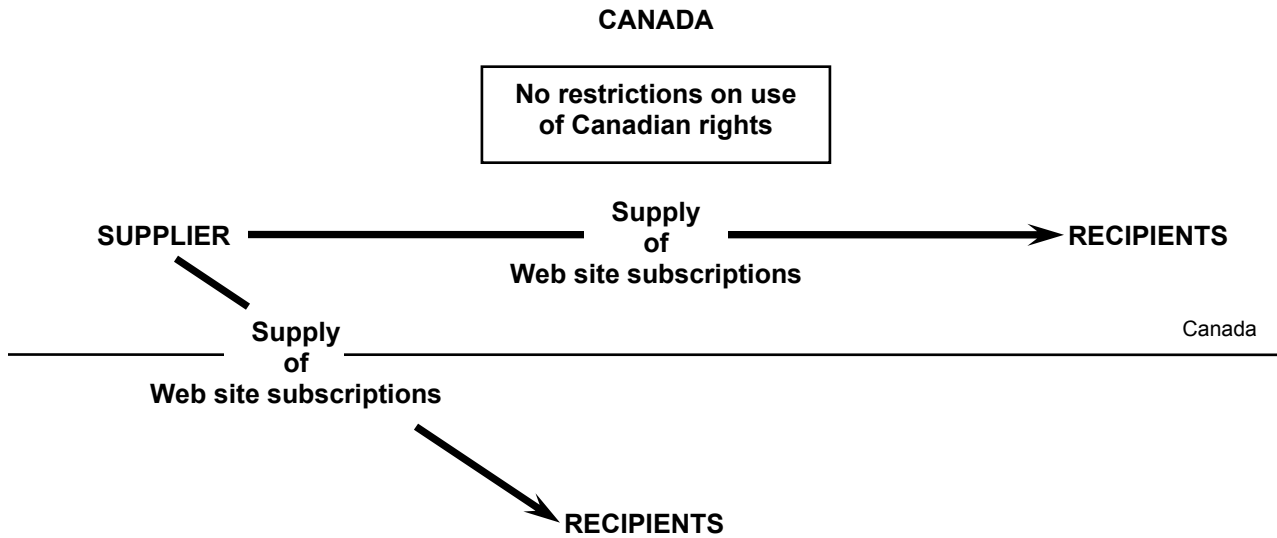 CANADA
No restrictions on use
of Canadian rights
SUPPLIER
Supply
of
Web site subscriptions
RECIPIENTS
Canada
Supply
of
Web site subscriptions
RECIPIENTS